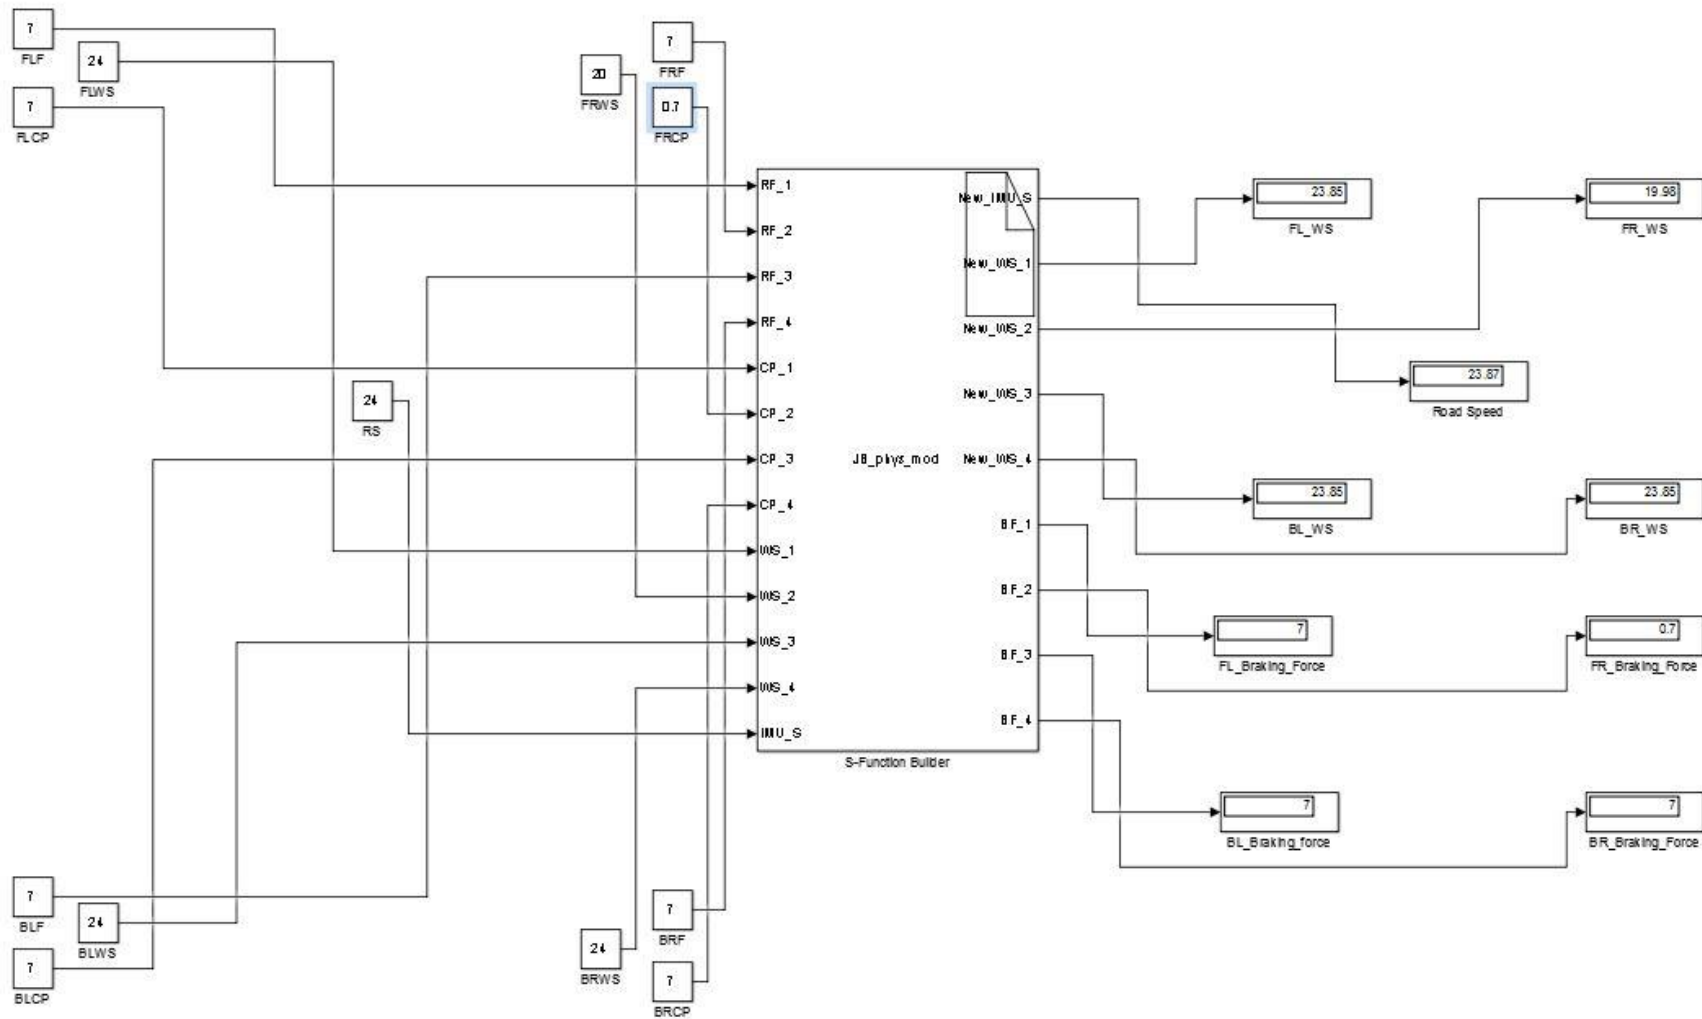 7
FLF
24
FLWS
7
FLCP
20
FRWS
7
FRF
0.7
FRCP
24
RS
RF_1
RF_2
RF_3
RF_4
CP_1
CP_2
CP_3
CP_4
WS_1
WS_2
WS_3
WS_4
IMU_S
JB_phys_mod
New_IMU_S
New_WS_1
New_WS_2
New_WS_3
New_WS_4
BF_1
BF_2
BF_3
BF_4
S-Function Builder
23.85
FL_WS
19.98
FR_WS
23.87
Road Speed
23.85
BL_WS
23.85
BR_WS
7
FL_Braking_Force
0.7
FR_Braking_Force
7
BL_Braking_force
7
BR_Braking_Force
7
BLF
24
BLWS
7
BLCP
24
BRWS
7
BRF
7
BRCP